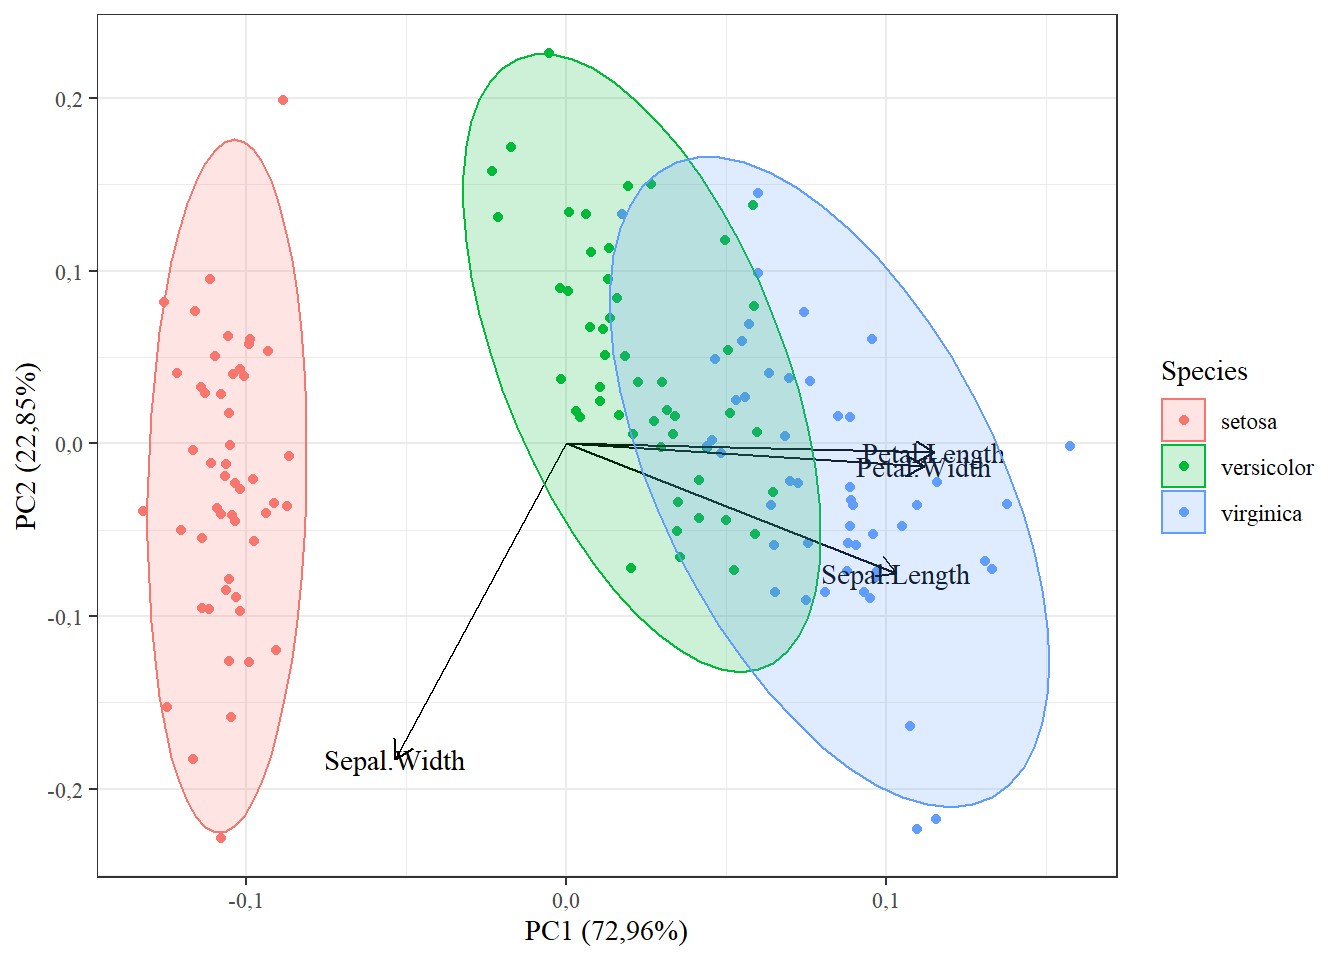 0,2
0,1
0,0
-0,1
-0,2
PC2 (22,85%)
Petal.Length
Petal.Width
Sepal.Length
Sepal.Width
-0,1
0,0
0,1
PC1 (72,96%)
Species
setosa
versicolor
virginica